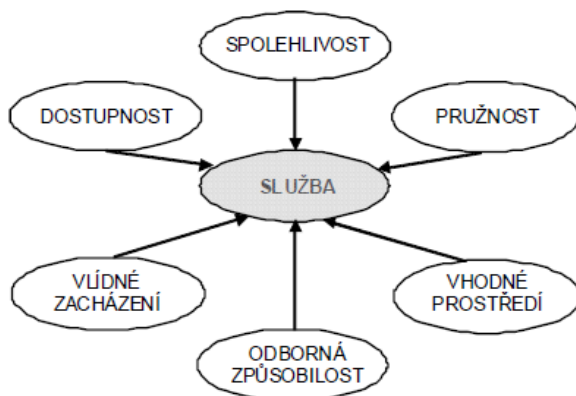 SPOLEHLIVOST
DOSTUPNOST
PRUŽNOST
SLUŽBA
VLÍDNÉ
ZACHÁZENÍ
VHODNÉ
PROSTŘEDÍ
ODBORNÁ
ZPŮSOBILOST